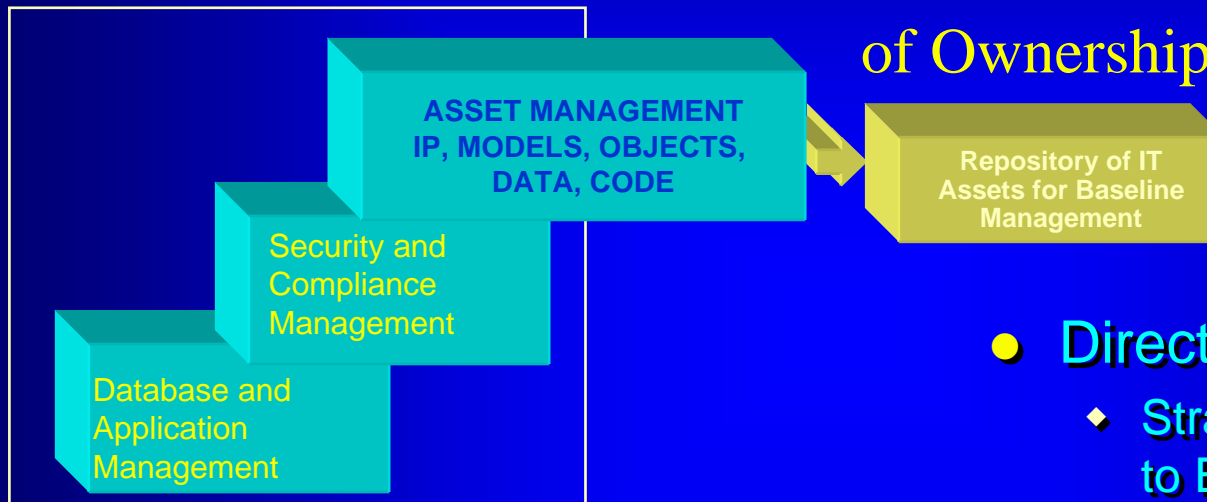 of Ownership
ASSET MANAGEMENT
IP, MODELS, OBJECTS,
DATA, CODE
Repository of IT
Assets for Baseline
Management
Security and
Compliance
Management
Database and
Application
Management
Direct
Stra
to